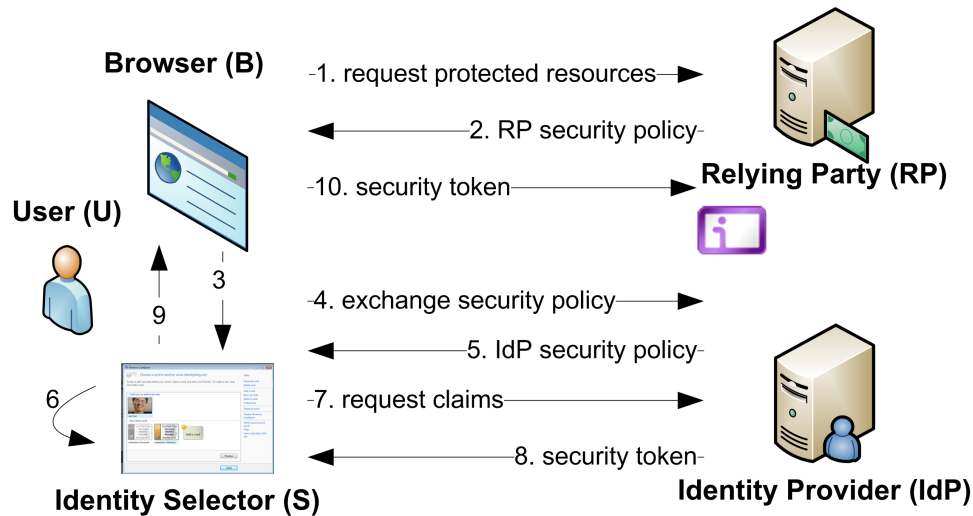 Browser (B)
1. request protected resources
2. RP security policy
10. security token
Relying Party (RP)
User (U)
3
9
4. exchange security policy
5. IdP security policy
6
7. request claims
8. security token
Identity Selector (S)
Identity Provider (IdP)